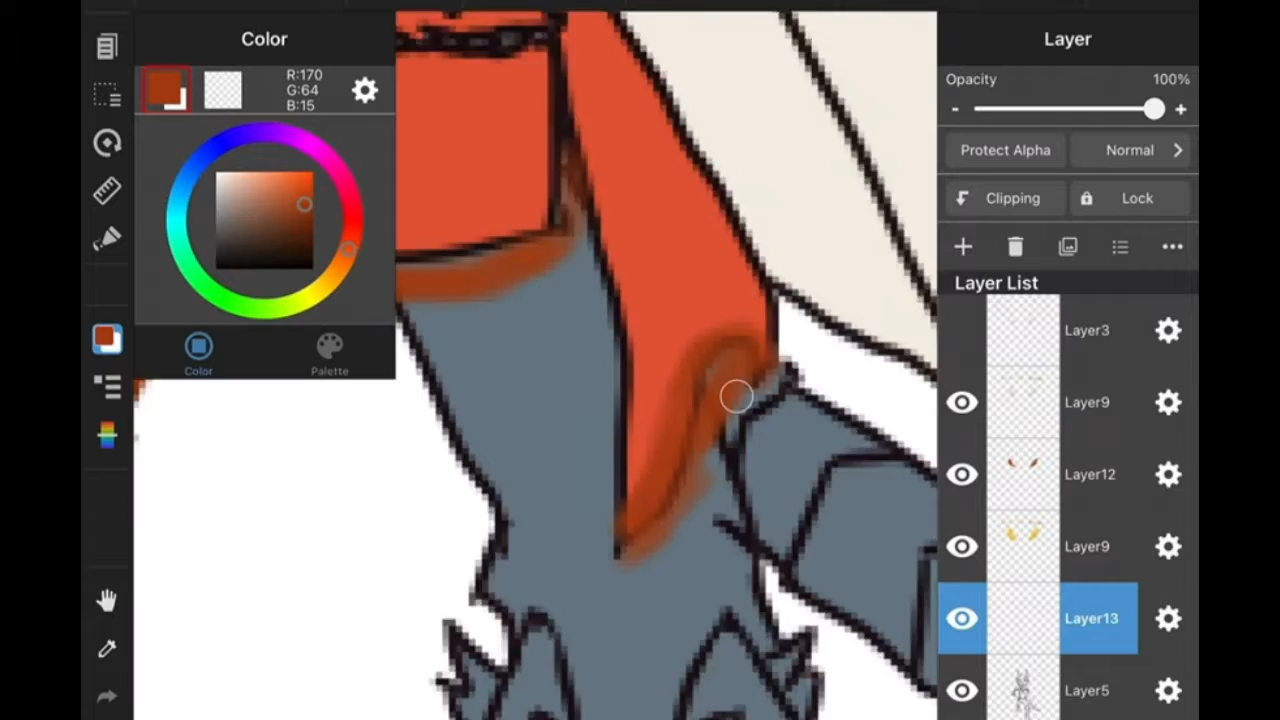 Color
R:170
G:64
B:15
Color
Palette
Layer
Opacity
100%
-
+
Protect Alpha
Normal
Clipping
Lock
Layer List
Layer3
Layer9
Layer12
Layer9
Layer13
Layer5